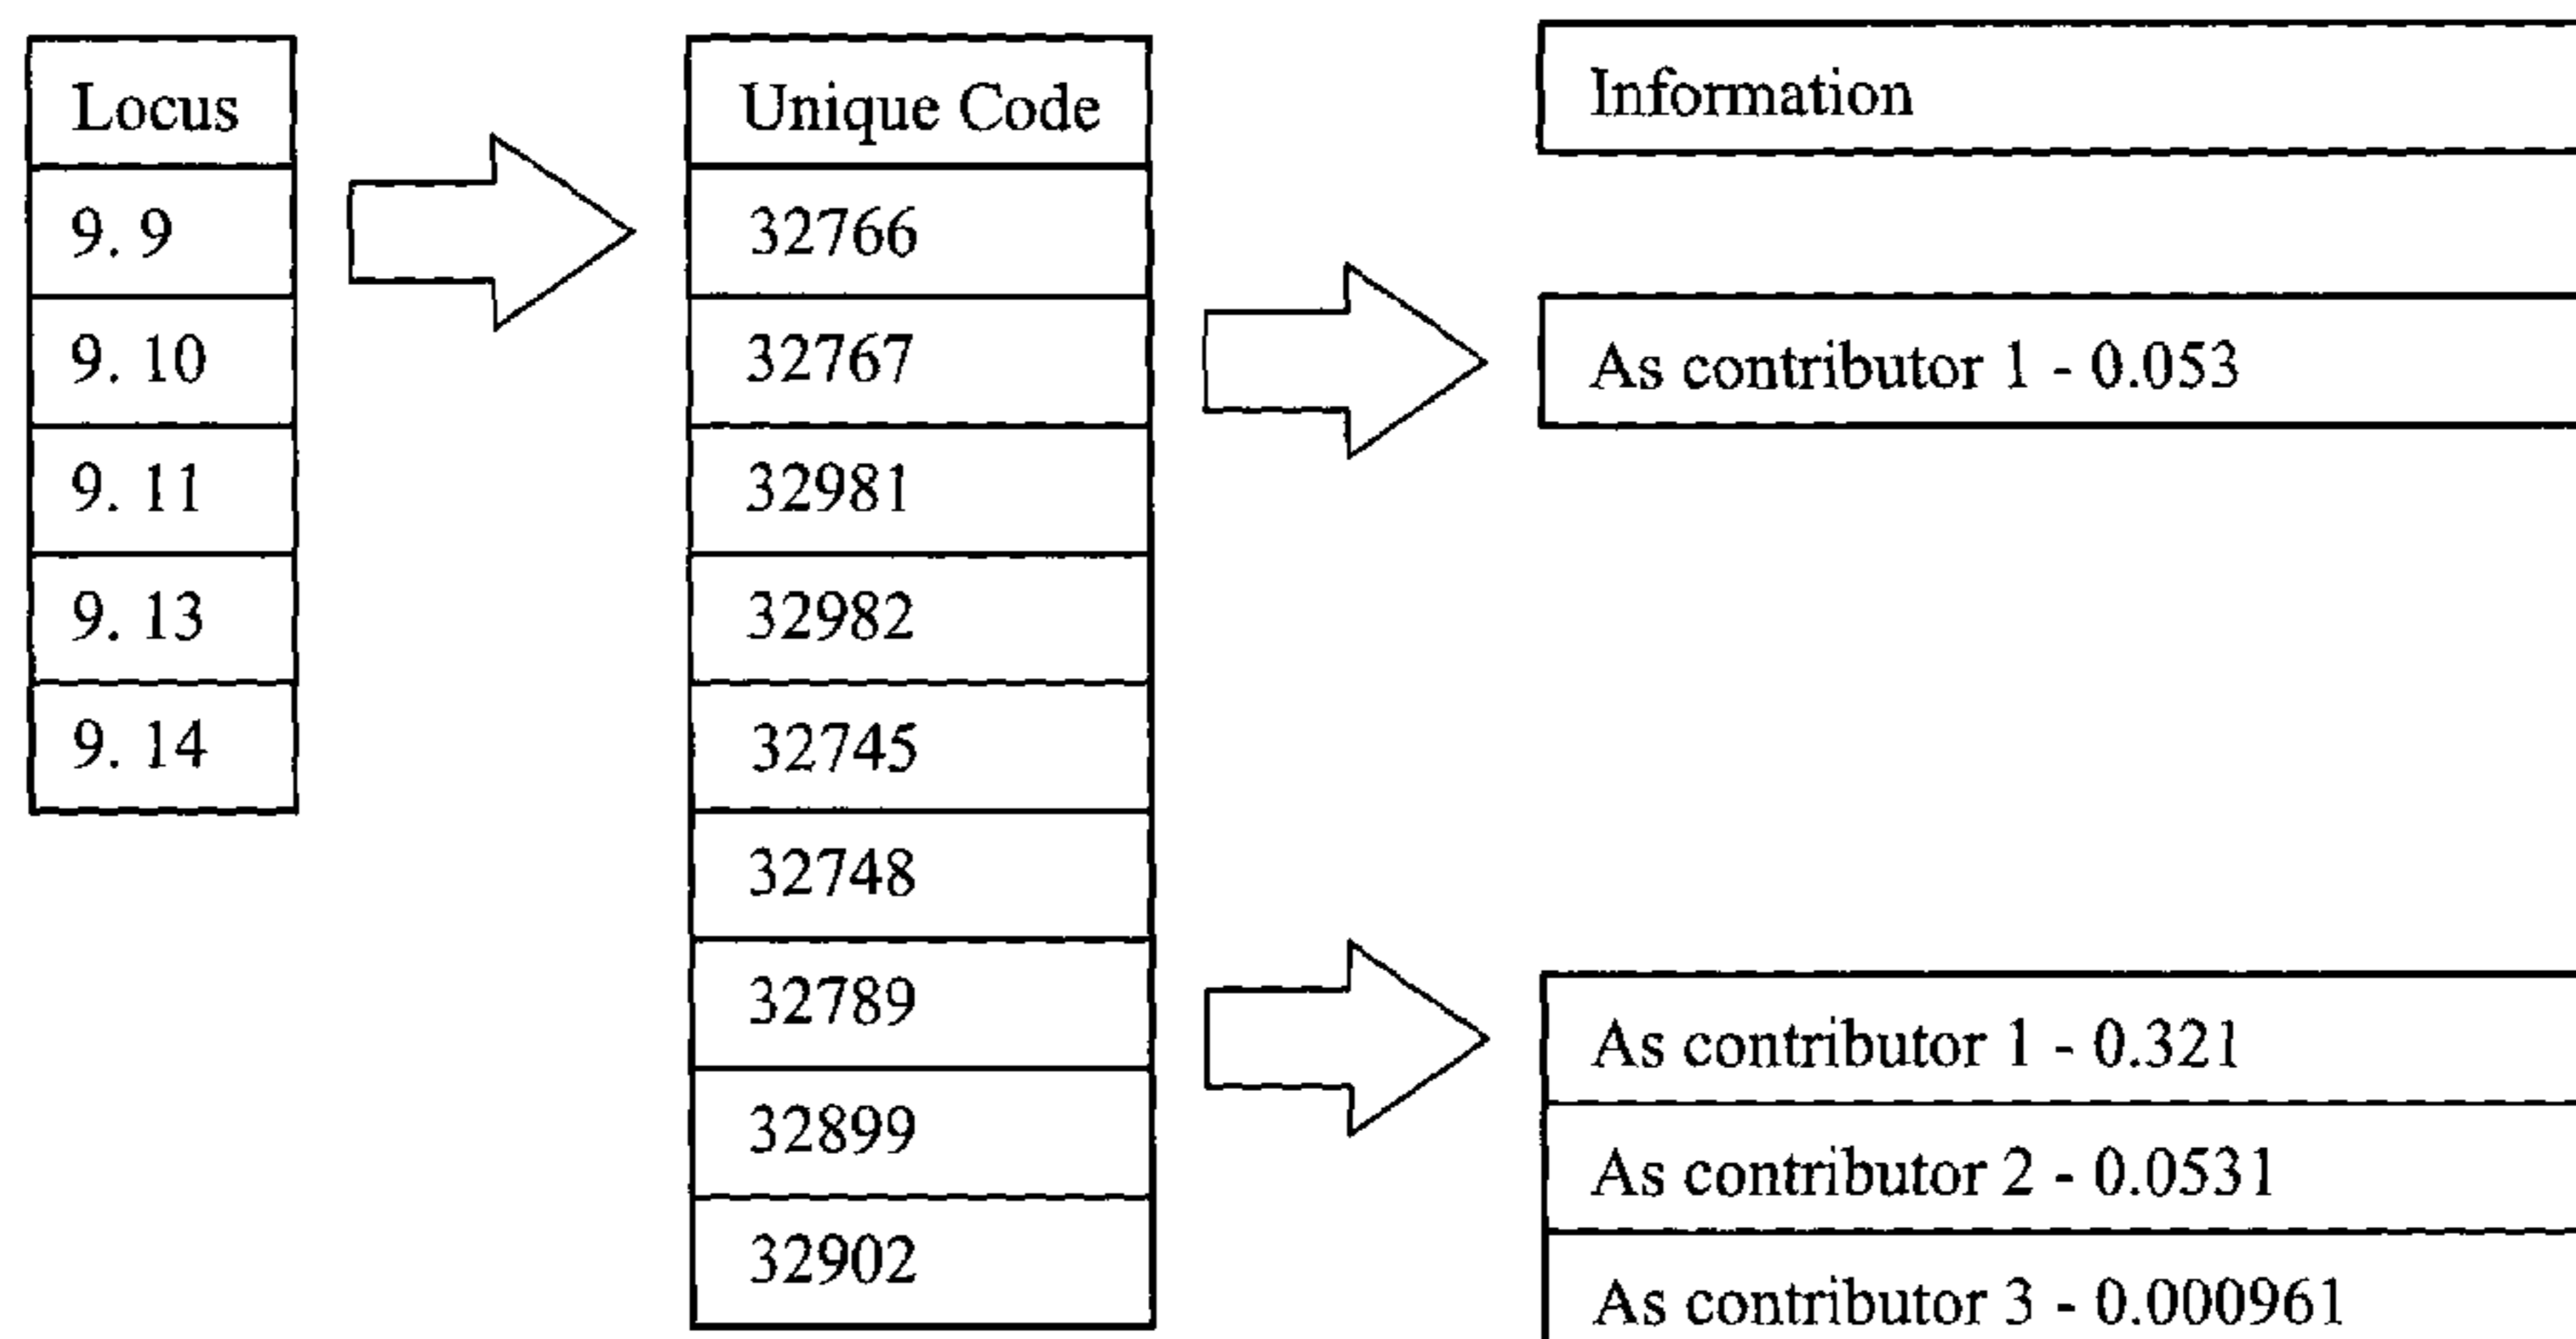 Locus
9. 9
9. 10
9. 11
9. 13
9. 14
Unique Code
32766
32767
32981
32982
32745
32748
32789
32899
32902
Information
As contributor 1 - 0.053
As contributor 1 - 0.321
As contributor 2 - 0.0531
As contributor 3 - 0.000961